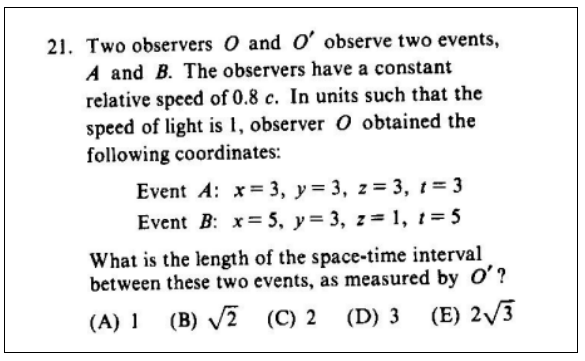 21. Two observers O and O′ observe two events,
A and B. The observers have a constant
relative speed of 0.8 c. In units such that the
speed of light is 1, observer O obtained the
following coordinates:
Event A: x = 3, y = 3, z = 3, t = 3
Event B: x = 5, y = 3, z = 1, t = 5
What is the length of the space-time interval
between these two events, as measured by O′?
(A) 1 (B) √2 (C) 2 (D) 3 (E) 2√3